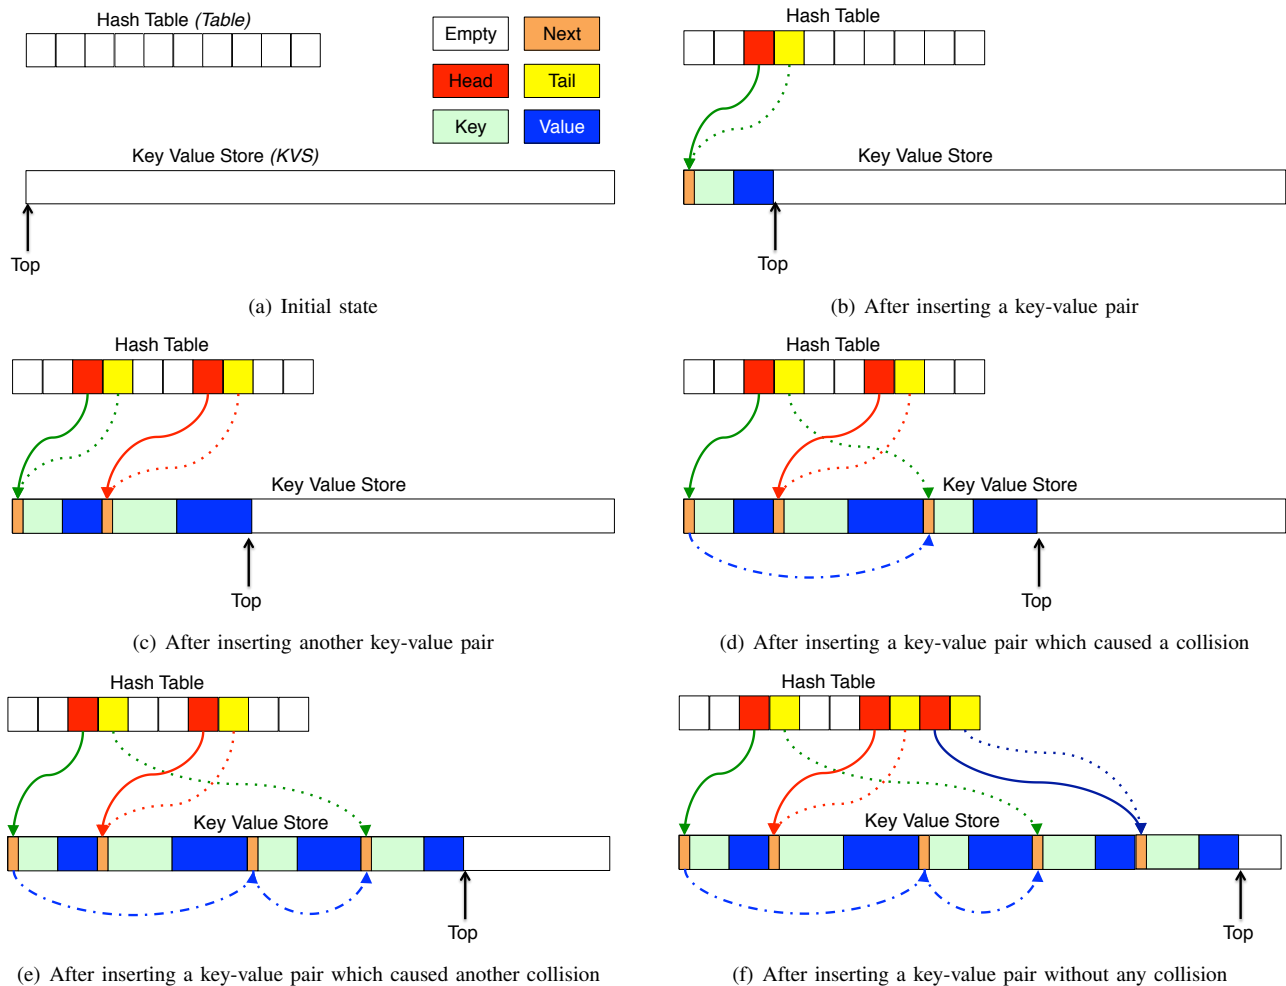 Hash Table (Table)
Empty
Next
Head
Tail
Key
Value
Key Value Store (KVS)
Top
(a) Initial state
Hash Table
Key Value Store
Top
(b) After inserting a key-value pair
Hash Table
Key Value Store
Top
(c) After inserting another key-value pair
Hash Table
Key Value Store
Top
(d) After inserting a key-value pair which caused a collision
Hash Table
Key Value Store
Top
(e) After inserting a key-value pair which caused another collision
Hash Table
Key Value Store
Top
(f) After inserting a key-value pair without any collision